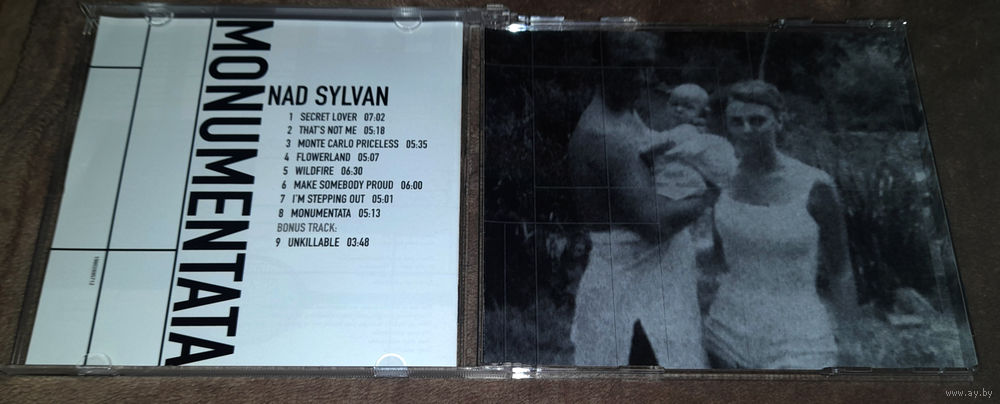 MONUMENTATA
NAD SYLVAN
1 SECRET LOVER 07:02
2 THAT'S NOT ME 05:18
3 MONTE CARLO PRICELESS 05:35
4 FLOWERLAND 05:07
5 WILDFIRE 06:30
6 MAKE SOMEBODY PROUD 06:00
7 I'M STEPPING OUT 05:01
8 MONUMENTATA 05:13
BONUS TRACK:
9 UNKILLABLE 03:48
www.ay.by